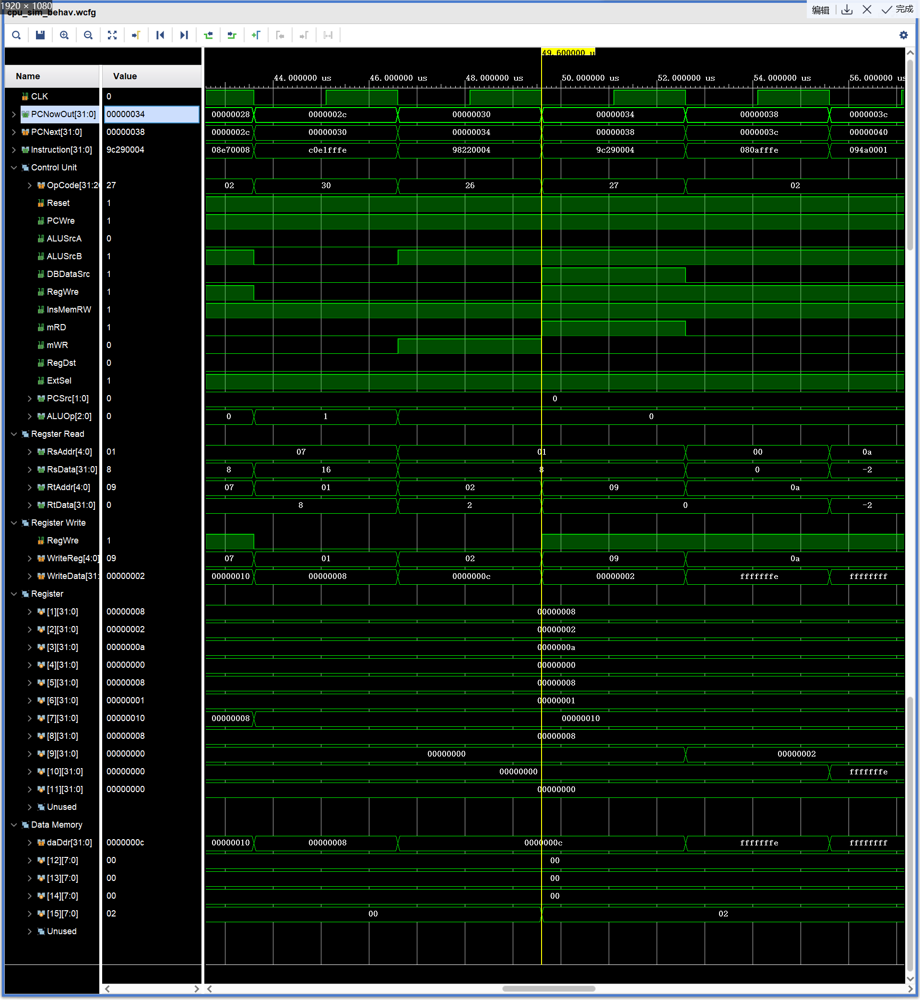 1920 × 1080
cpu_sim_behav.wcfg
编辑 完成
49.600000 u
Name Value
44.000000 us 46.000000 us 48.000000 us 50.000000 us 52.000000 us 54.000000 us 56.000000 us
CLK 0
PCNowOut[31:0] 00000034 00000028 0000002c 00000030 00000034 00000038 0000003c
PCNext[31:0] 00000038 0000002c 00000030 00000034 00000038 0000003c 00000040
Instruction[31:0] 9c290004 08e70008 c0e1fffe 98220004 9c290004 080afffe 094a0001
Control Unit
OpCode[31:26 27 02 30 26 27 02
Reset 1
PCWre 1
ALUSrcA 0
ALUSrcB 1
DBDataSrc 1
RegWre 1
InsMemRW 1
mRD 1
mWR 0
RegDst 0
ExtSel 1
PCSrc[1:0] 0 0
ALUOp[2:0] 0 0 1 0
Regster Read
RsAddr[4:0] 01 07 01 00 0a
RsData[31:0] 8 8 16 8 0 -2
RtAddr[4:0] 09 07 01 02 09 0a
RtData[31:0] 0 8 2 0 -2
Register Write
RegWre 1
WriteReg[4:0] 09 07 01 02 09 0a
WriteData[31: 00000002 00000010 00000008 0000000c 00000002 fffffffe ffffffff
Register
[1][31:0] 00000008 00000008
[2][31:0] 00000002 00000002
[3][31:0] 0000000a 0000000a
[4][31:0] 00000000 00000000
[5][31:0] 00000008 00000008
[6][31:0] 00000001 00000001
[7][31:0] 00000010 00000008 00000010
[8][31:0] 00000008 00000008
[9][31:0] 00000000 00000000 00000002
[10][31:0] 00000000 00000000 fffffffe
[11][31:0] 00000000 00000000
Unused
Data Memory
daDdr[31:0] 0000000c 00000010 00000008 0000000c fffffffe ffffffff
[12][7:0] 00 00
[13][7:0] 00 00
[14][7:0] 00 00
[15][7:0] 02 00 02
Unused